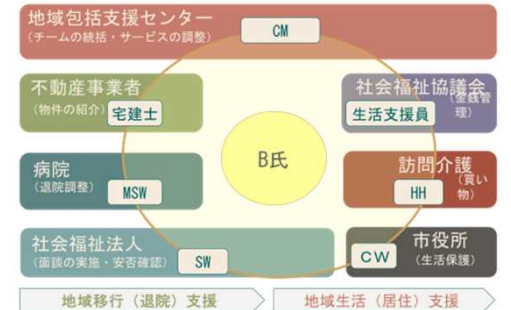 地域包括支援センター
（チームの統括・サービスの調整）
CM
不動産事業者
（物件の紹介）
宅建士
社会福祉協議会
（金銭管
理）
生活支援員
病院
（退院調整）
MSW
B氏
訪問介護
（買い
物）
HH
社会福祉法人
（面談の実施・安否確認）
SW
市役所
（生活保護）
CW
地域移行（退院）支援
地域生活（居住）支援